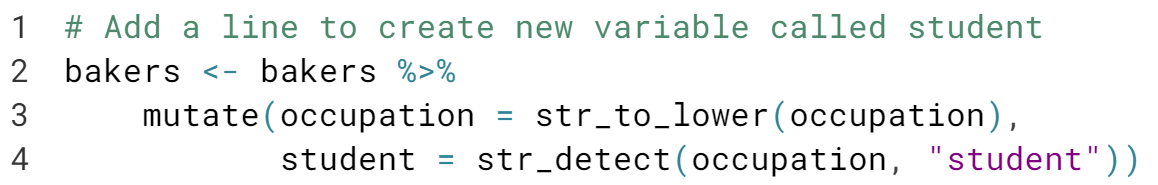 1 # Add a line to create new variable called student
2 bakers <- bakers %>%
3     mutate(occupation = str_to_lower(occupation),
4            student = str_detect(occupation, "student"))